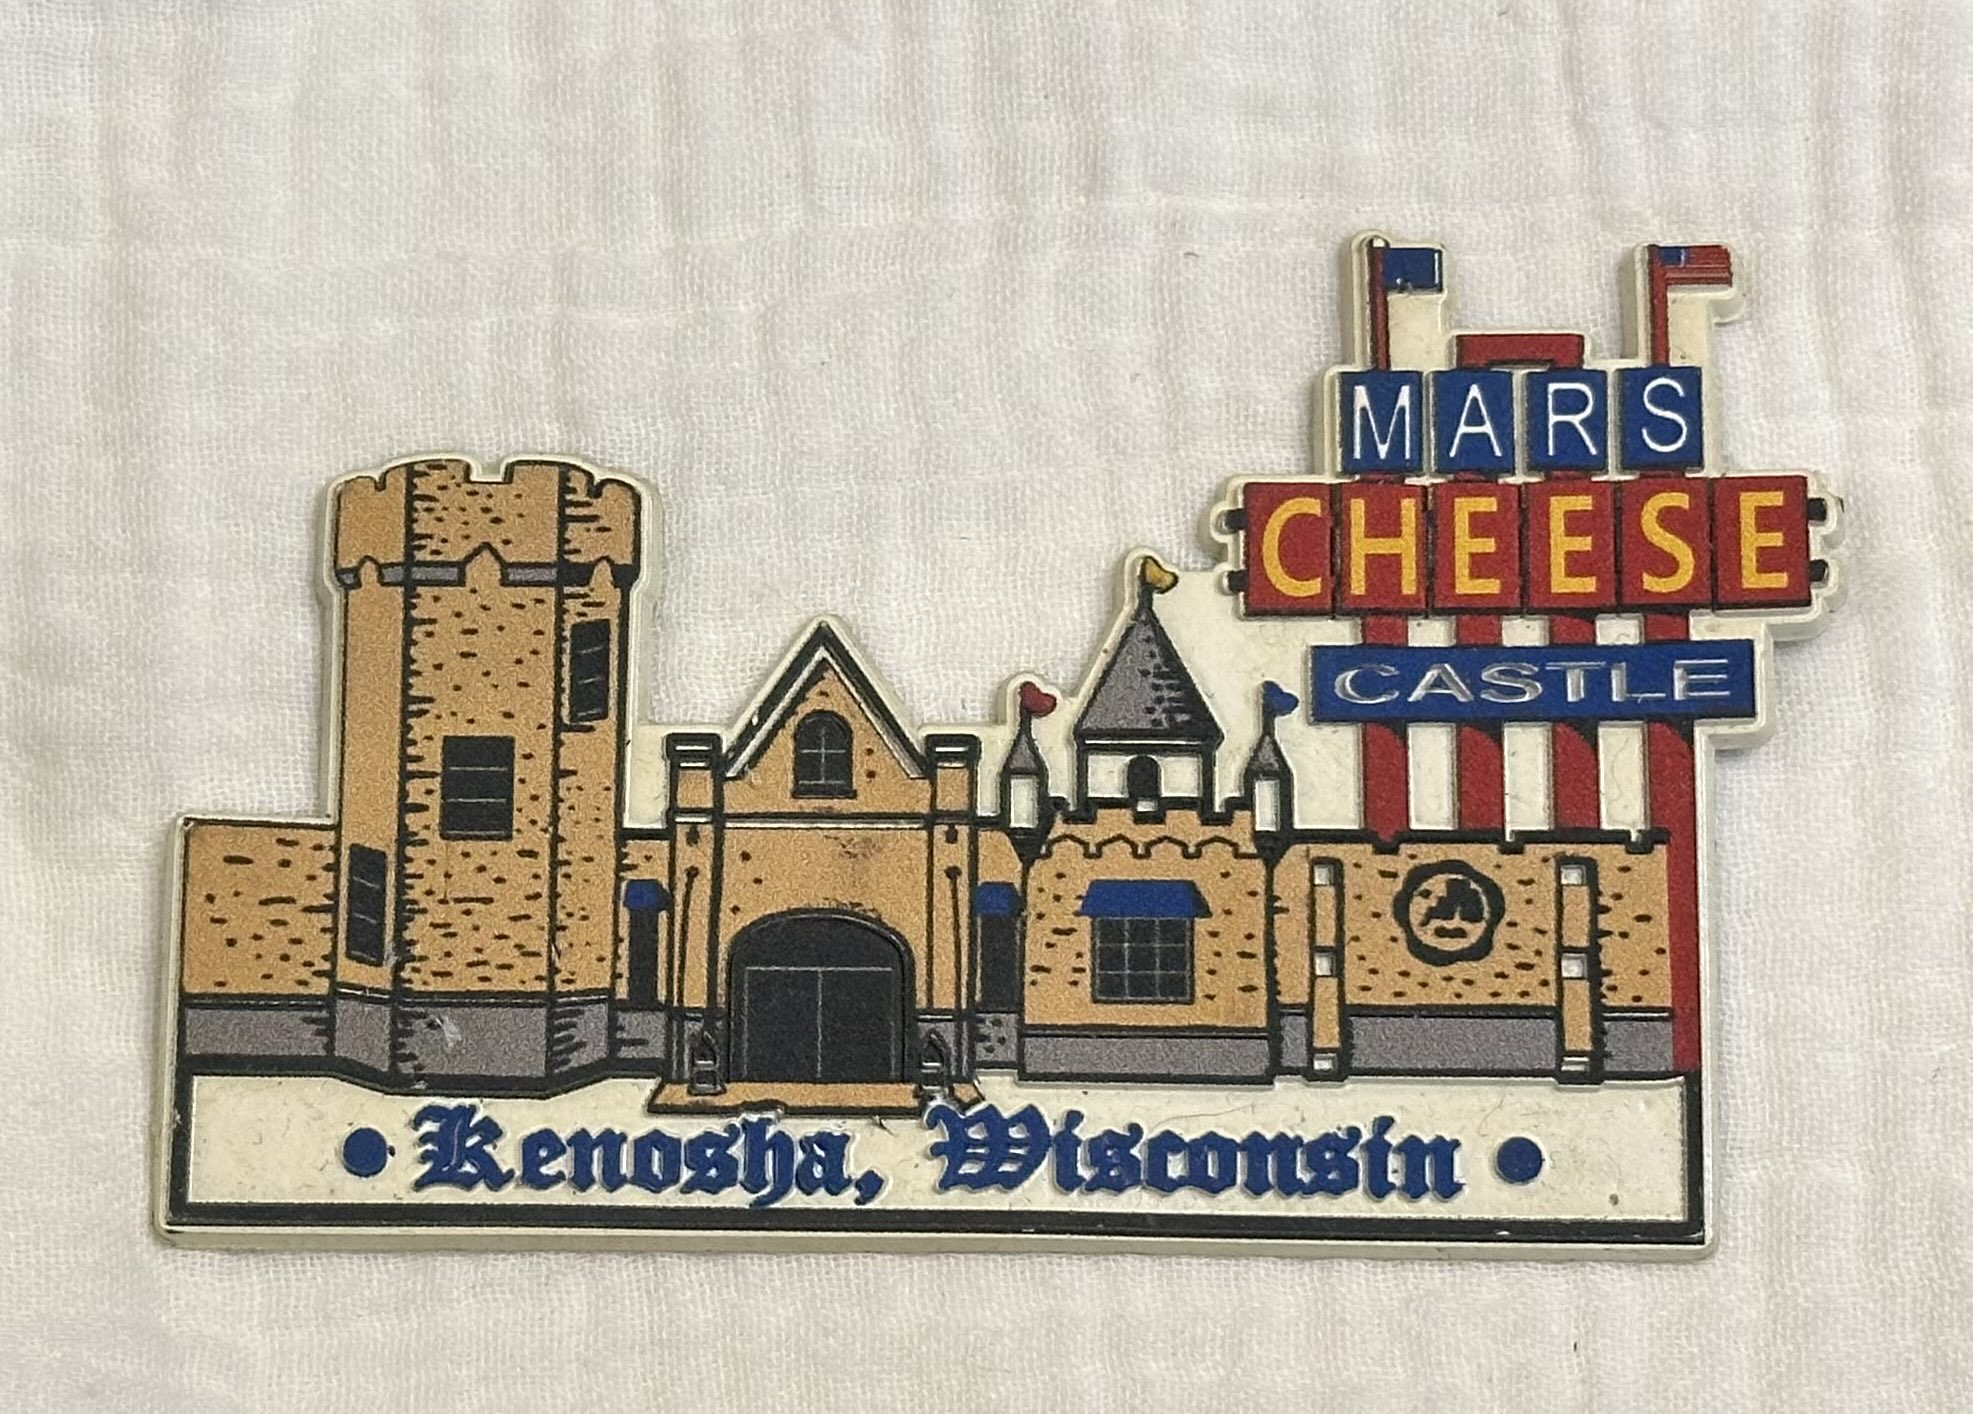 MARS
CHEESE
CASTLE
• Kenosha, Wisconsin •